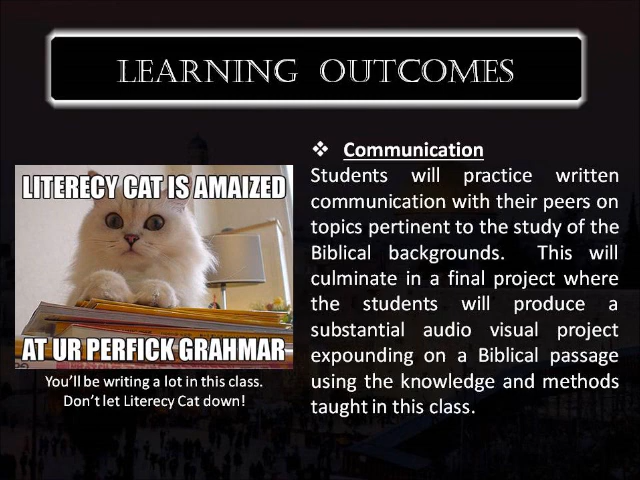 LEARNING OUTCOMES
LITERECY CAT IS AMAIZED
AT UR PERFICK GRAHMAR
You'll be writing a lot in this class.
Don't let Literecy Cat down!
❖ Communication
Students will practice written
communication with their peers on
topics pertinent to the study of the
Biblical backgrounds. This will
culminate in a final project where
the students will produce a
substantial audio visual project
expounding on a Biblical passage
using the knowledge and methods
taught in this class.